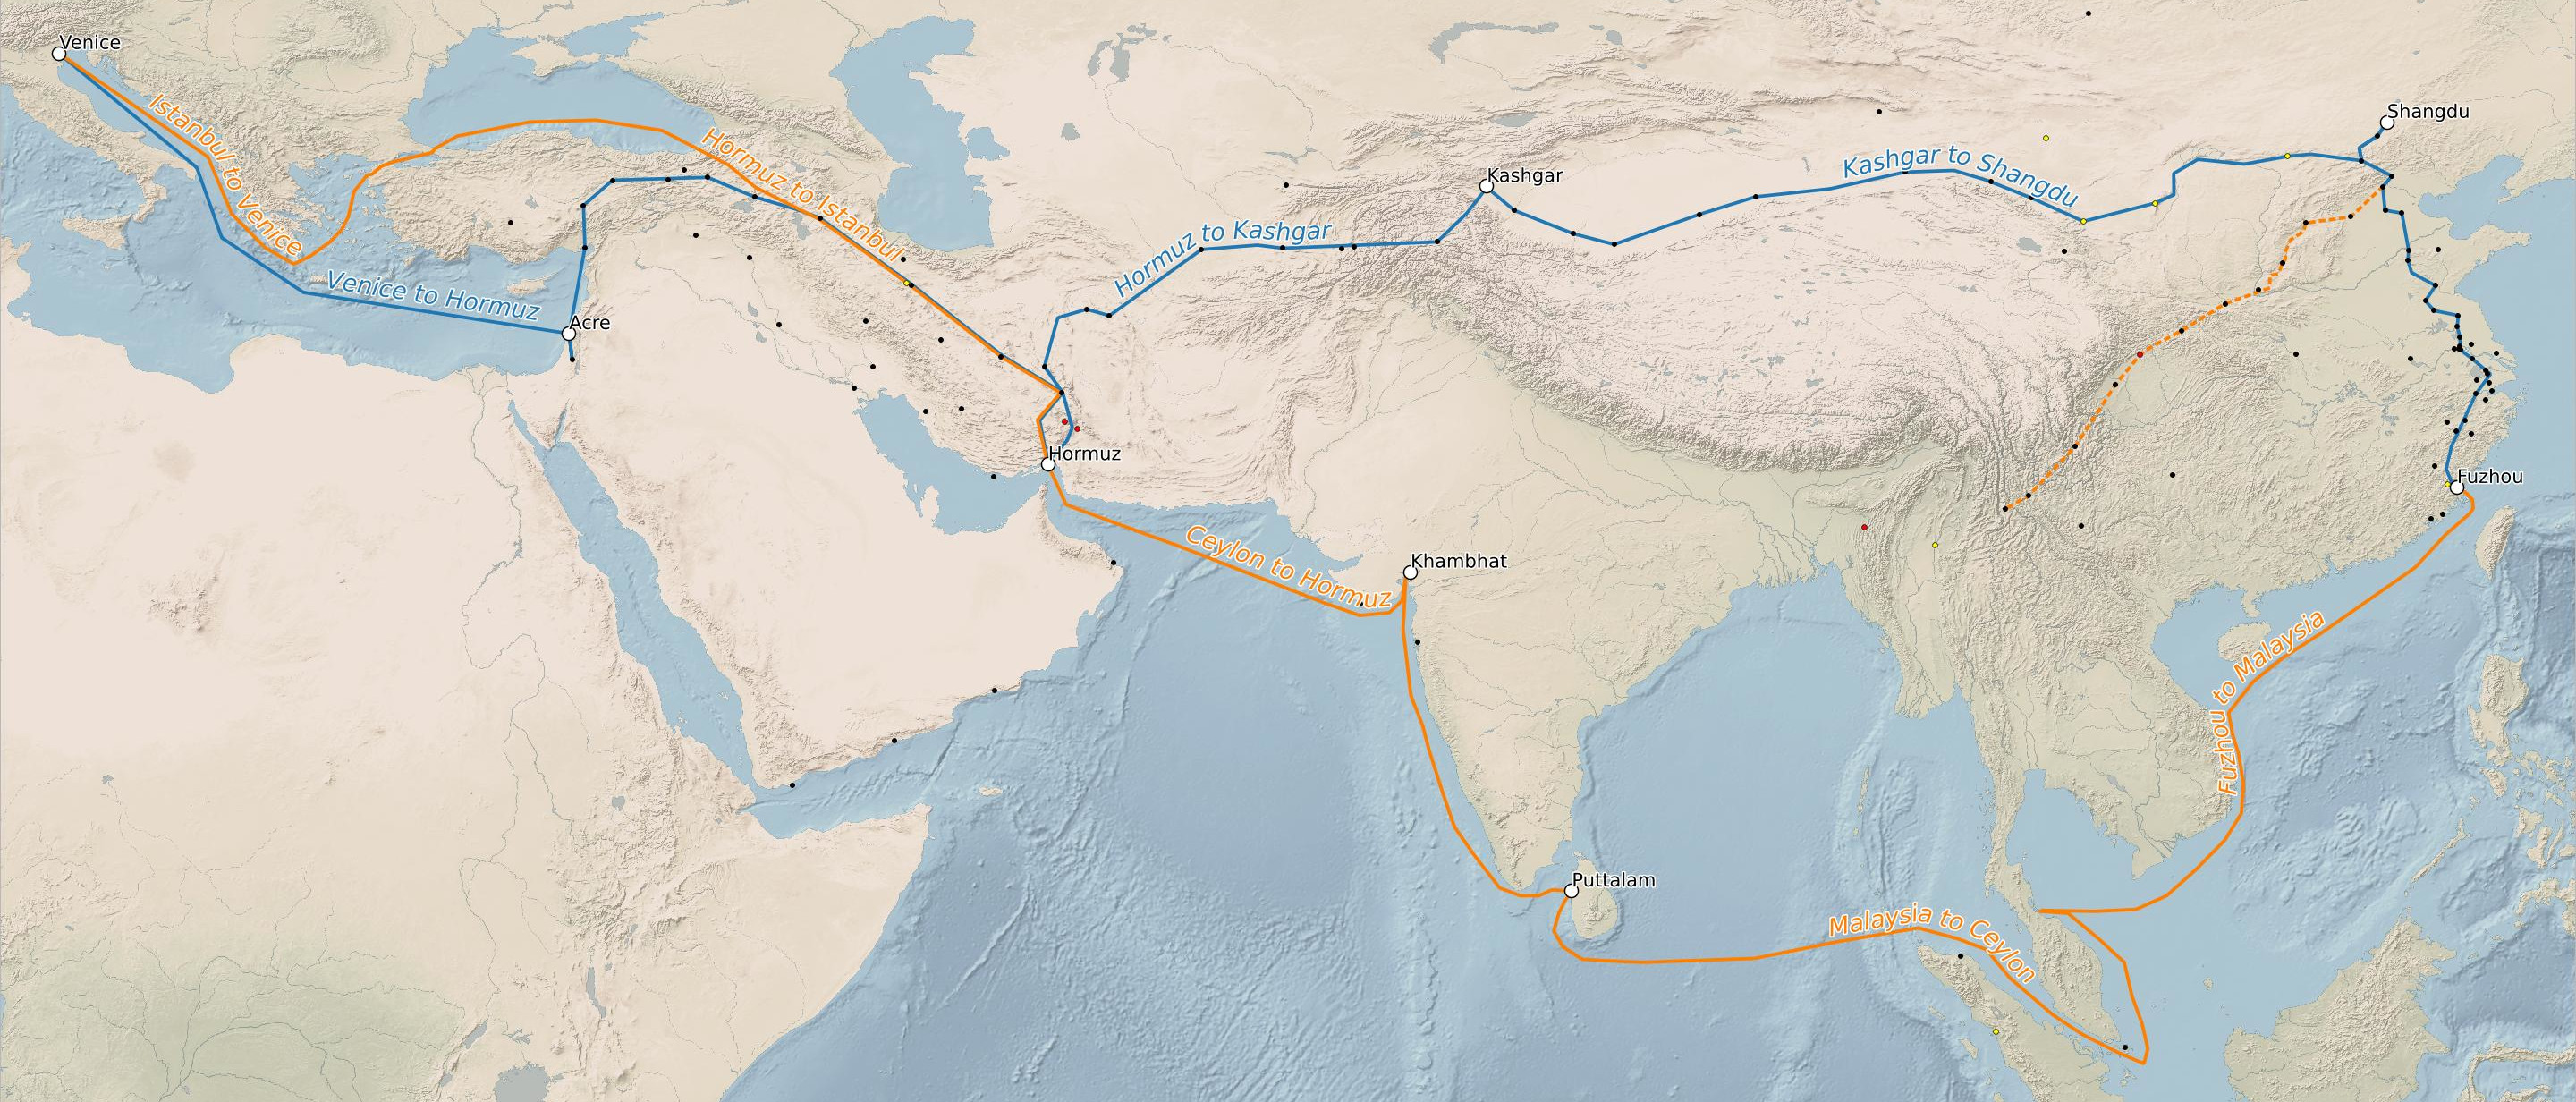 Venice
Istanbul to Venice
Shangdu
Hormuz to Istanbul
Kashgar to Shangdu
Kashgar
Hormuz to Kashgar
Venice to Hormuz
Acre
Hormuz
Fuzhou
Ceylon to Hormuz
Khambhat
Fuzhou to Malaysia
Puttalam
Malaysia to Ceylon